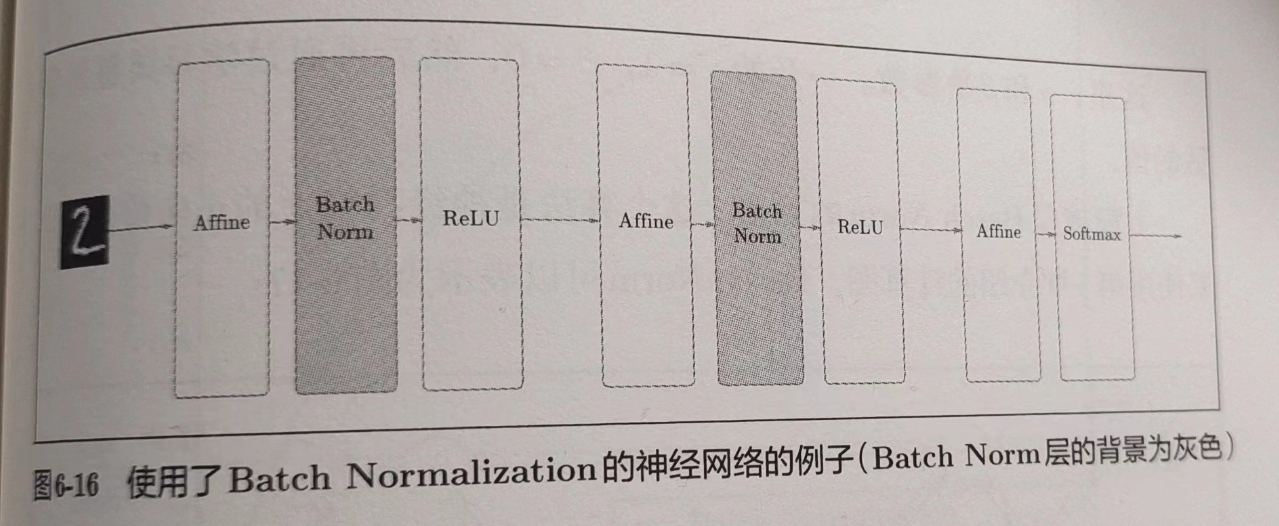 2
Affine
Batch
Norm
ReLU
Affine
Batch
Norm
ReLU
Affine
Softmax
图6-16 使用了Batch Normalization的神经网络的例子(Batch Norm层的背景为灰色)